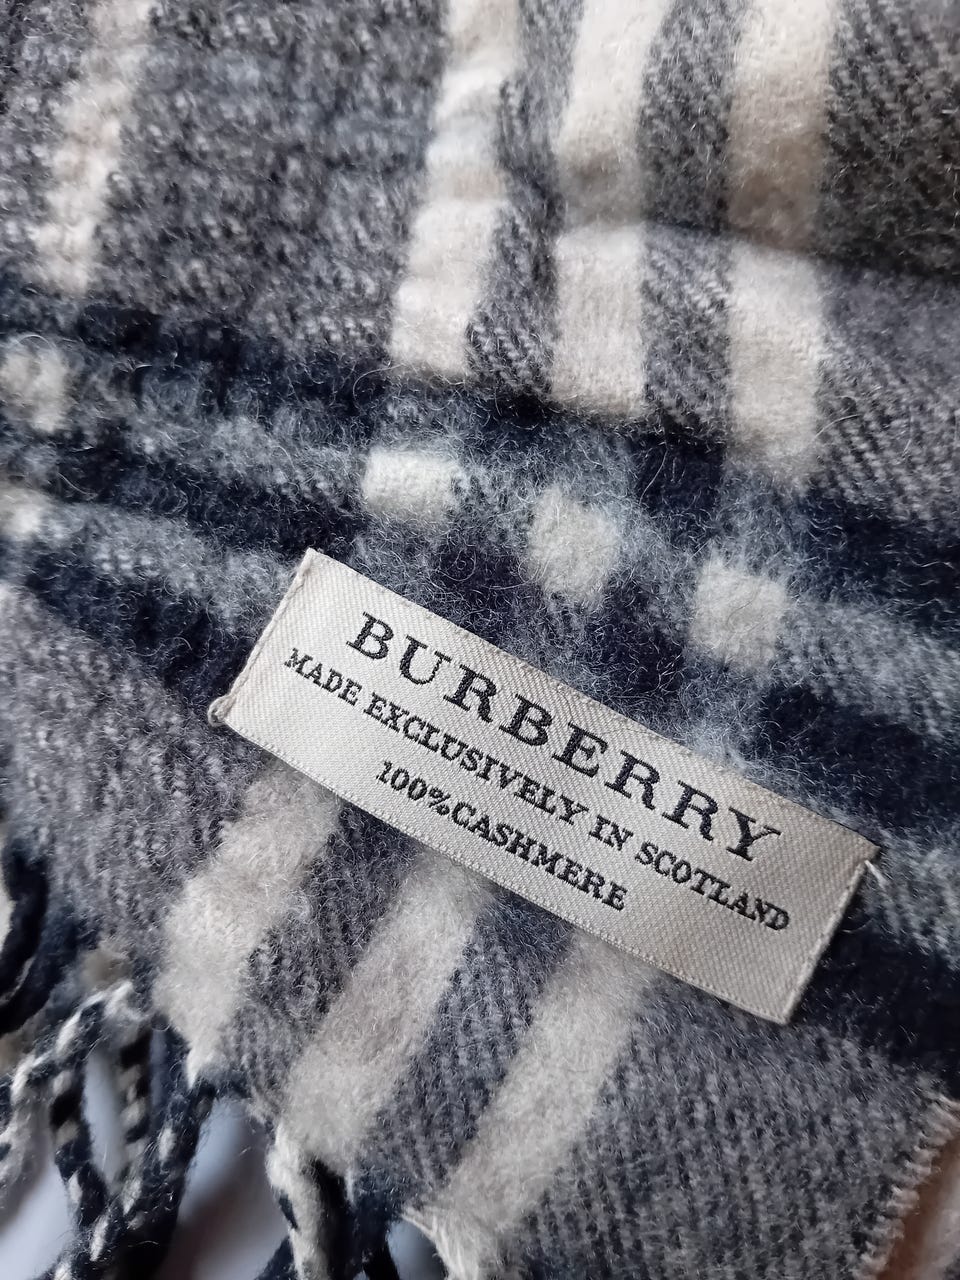 BURBERRY
MADE EXCLUSIVELY IN SCOTLAND
100%CASHMERE